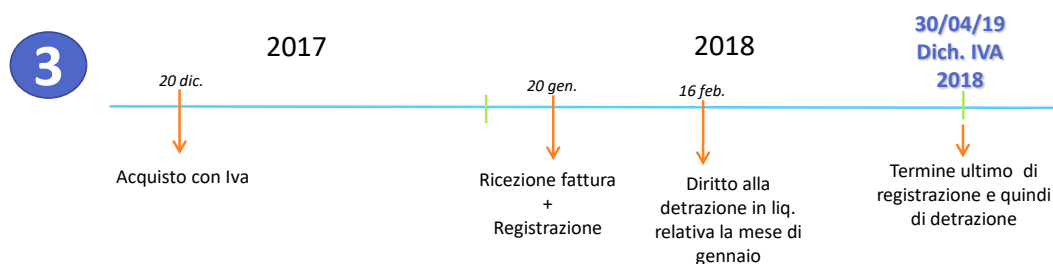 3
2017
2018
30/04/19
Dich. IVA
2018
20 dic.
20 gen.
16 feb.
Acquisto con Iva
Ricezione fattura
+
Registrazione
Diritto alla
detrazione in liq.
relativa la mese di
gennaio
Termine ultimo di
registrazione e quindi
di detrazione